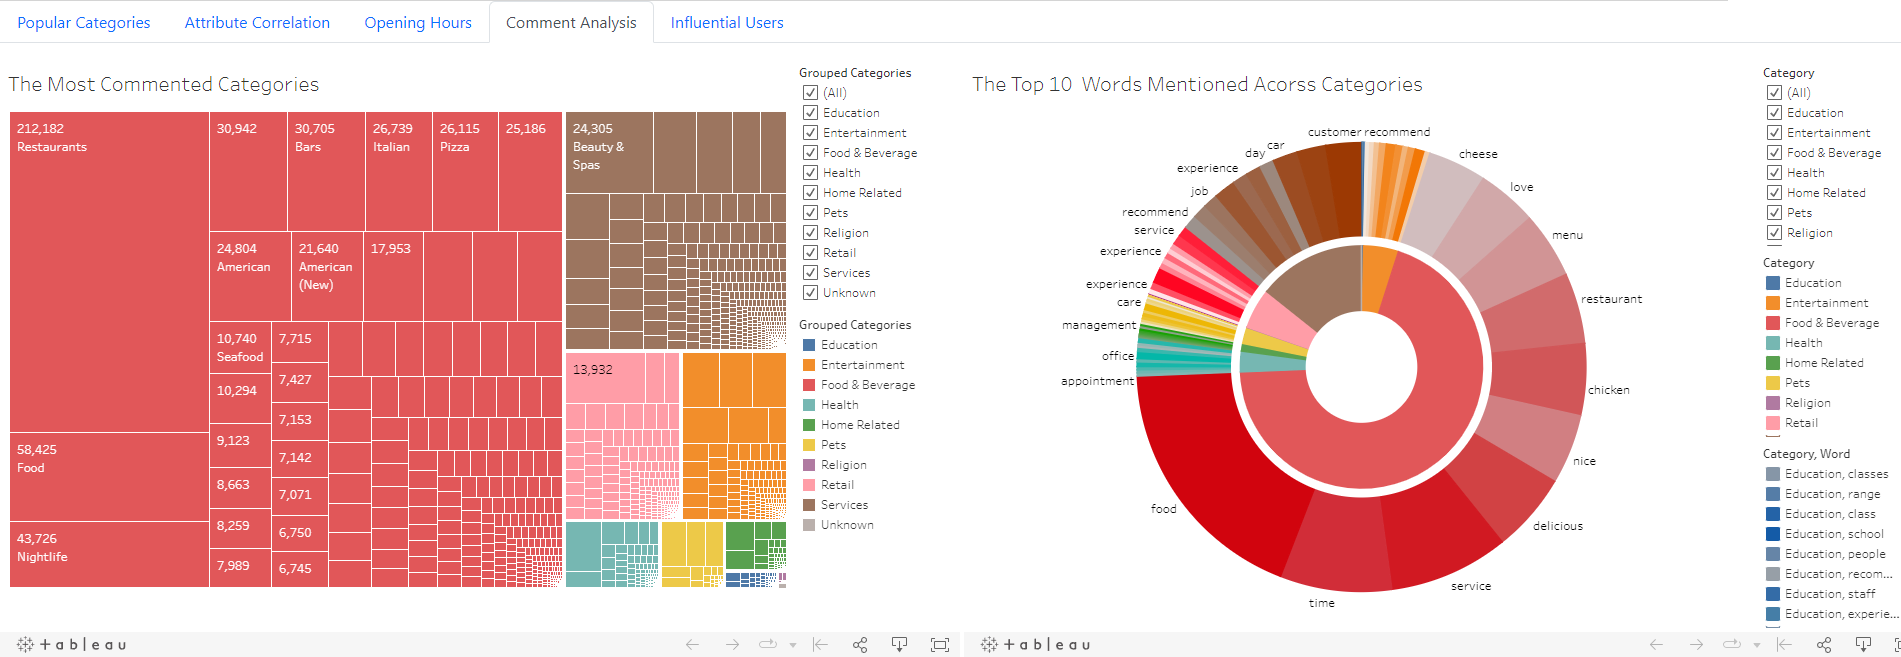 Popular Categories
Attribute Correlation
Opening Hours
Comment Analysis
Influential Users
The Most Commented Categories
212,182
Restaurants
58,425
Food
43,726
Nightlife
30,942
30,705
Bars
26,739
Italian
26,115
Pizza
25,186
24,804
American
21,640
American
(New)
17,953
10,740
Seafood
10,294
9,123
8,663
8,259
7,989
7,715
7,427
7,153
7,142
7,071
6,750
6,745
24,305
Beauty &
Spas
13,932
Grouped Categories
(All)
Education
Entertainment
Food & Beverage
Health
Home Related
Pets
Religion
Retail
Services
Unknown
Grouped Categories
Education
Entertainment
Food & Beverage
Health
Home Related
Pets
Religion
Retail
Services
Unknown
+ableau
The Top 10 Words Mentioned Acorss Categories
customer
recommend
cheese
love
menu
restaurant
chicken
nice
delicious
service
time
food
appointment
office
management
care
experience
experience
service
recommend
job
experience
day
car
Category
(All)
Education
Entertainment
Food & Beverage
Health
Home Related
Pets
Religion
Category
Education
Entertainment
Food & Beverage
Health
Home Related
Pets
Religion
Retail
Category, Word
Education, classes
Education, range
Education, class
Education, school
Education, people
Education, recom...
Education, staff
Education, experie...
+ableau